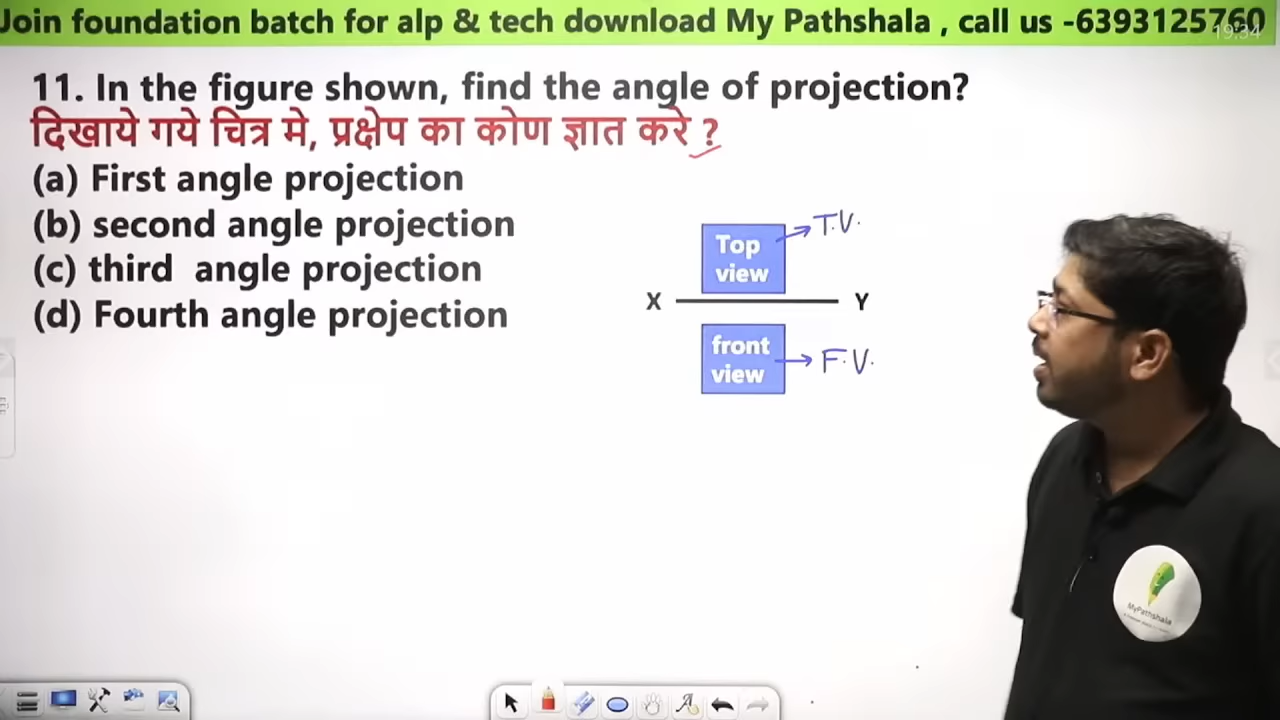 Join foundation batch for alp & tech download My Pathshala , call us -6393125760
19:34
11. In the figure shown, find the angle of projection?
दिखाये गये चित्र मे, प्रक्षेप का कोण ज्ञात करे ?
(a) First angle projection
(b) second angle projection
(c) third angle projection
(d) Fourth angle projection
Top
view
T.V.
X
Y
front
view
F.V.
MyPathshala